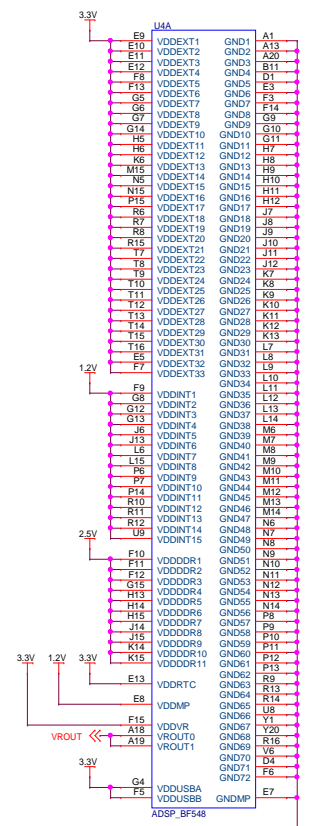 3.3V
U4A
E9 VDDEXT1
E10 VDDEXT2
E11 VDDEXT3
E12 VDDEXT4
F8 VDDEXT5
F13 VDDEXT6
G5 VDDEXT7
G6 VDDEXT8
G7 VDDEXT9
G14 VDDEXT10
H5 VDDEXT11
H6 VDDEXT12
K6 VDDEXT13
M15 VDDEXT14
N5 VDDEXT15
N15 VDDEXT16
P15 VDDEXT17
R6 VDDEXT18
R7 VDDEXT19
R8 VDDEXT20
R15 VDDEXT21
T7 VDDEXT22
T8 VDDEXT23
T9 VDDEXT24
T10 VDDEXT25
T11 VDDEXT26
T12 VDDEXT27
T13 VDDEXT28
T14 VDDEXT29
T15 VDDEXT30
T16 VDDEXT31
E5 VDDEXT32
F7 VDDEXT33
1.2V
F9 VDDINT1
G8 VDDINT2
G12 VDDINT3
G13 VDDINT4
J6 VDDINT5
J13 VDDINT6
L6 VDDINT7
L15 VDDINT8
P6 VDDINT9
P7 VDDINT10
P14 VDDINT11
R10 VDDINT12
R11 VDDINT13
R12 VDDINT14
U9 VDDINT15
2.5V
F10 VDDDDR1
F11 VDDDDR2
F12 VDDDDR3
G15 VDDDDR4
H13 VDDDDR5
H14 VDDDDR6
H15 VDDDDR7
J14 VDDDDR8
J15 VDDDDR9
K14 VDDDDR10
K15 VDDDDR11
3.3V 1.2V 3.3V
E13 VDDRTC
E8 VDDMP
F15 VDDVR
VROUT A18 VROUT0
A19 VROUT1
3.3V
G4 VDDUSBA
F5 VDDUSBB
GND1 A1
GND2 A13
GND3 A20
GND4 B11
GND5 D1
GND6 E3
GND7 F3
GND8 F14
GND9 G9
GND10 G10
GND11 G11
GND12 H7
GND13 H8
GND14 H9
GND15 H10
GND16 H11
GND17 H12
GND18 J7
GND19 J8
GND20 J9
GND21 J10
GND22 J11
GND23 J12
GND24 K7
GND25 K8
GND26 K9
GND27 K10
GND28 K11
GND29 K12
GND30 K13
GND31 L7
GND32 L8
GND33 L9
GND34 L10
GND35 L11
GND36 L12
GND37 L13
GND38 L14
GND39 M6
GND40 M7
GND41 M8
GND42 M9
GND43 M10
GND44 M11
GND45 M12
GND46 M13
GND47 M14
GND48 N6
GND49 N7
GND50 N8
GND51 N9
GND52 N10
GND53 N11
GND54 N12
GND55 N13
GND56 N14
GND57 P8
GND58 P9
GND59 P10
GND60 P11
GND61 P12
GND62 P13
GND63 R9
GND64 R13
GND65 R14
GND66 U8
GND67 Y1
GND68 Y20
GND69 R16
GND70 V6
GND71 D4
GND72 F6
GNDMP E7
ADSP_BF548